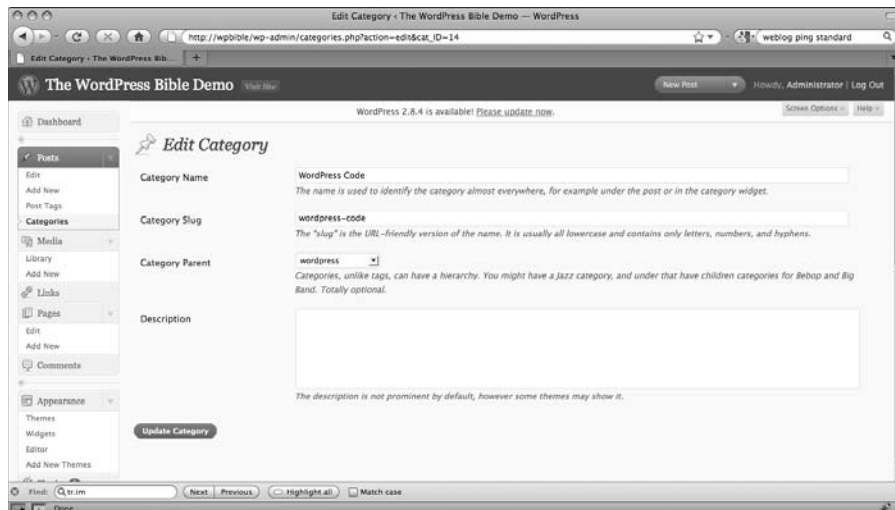 Edit Category ‹ The WordPress Bible Demo — WordPress
http://wpbible/wp-admin/categories.php?action=edit&cat_ID=14
weblog ping standard
Edit Category ‹ The WordPress Bib...
The WordPress Bible Demo
Visit Site
New Post
Howdy, Administrator | Log Out
WordPress 2.8.4 is available! Please update now.
Screen Options
Help
Dashboard
Posts
Edit
Add New
Post Tags
Categories
Media
Library
Add New
Links
Pages
Edit
Add New
Comments
Appearance
Themes
Widgets
Editor
Add New Themes
Edit Category
Category Name
WordPress Code
The name is used to identify the category almost everywhere, for example under the post or in the category widget.
Category Slug
wordpress-code
The "slug" is the URL-friendly version of the name. It is usually all lowercase and contains only letters, numbers, and hyphens.
Category Parent
wordpress
Categories, unlike tags, can have a hierarchy. You might have a Jazz category, and under that have children categories for Bebop and Big
Band. Totally optional.
Description
The description is not prominent by default, however some themes may show it.
Update Category
Find: tr.im
Next
Previous
Highlight all
Match case
Done